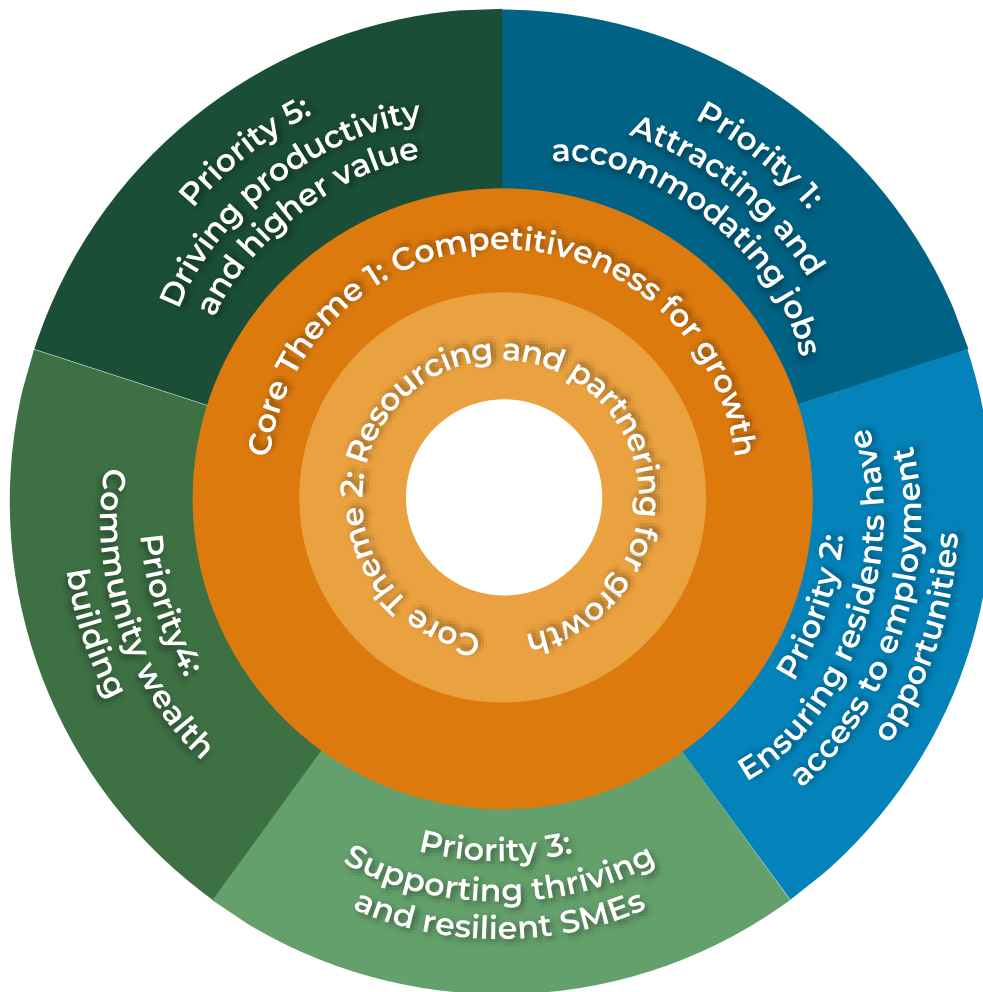 Priority 1:
Attracting and
accommodating jobs
Priority 2:
Ensuring residents have
access to employment
opportunities
Priority 3:
Supporting thriving
and resilient SMEs
Priority4:
Community wealth
building
Priority 5:
Driving productivity
and higher value
Core Theme 1: Competitiveness for growth
Core Theme 2: Resourcing and partnering for growth